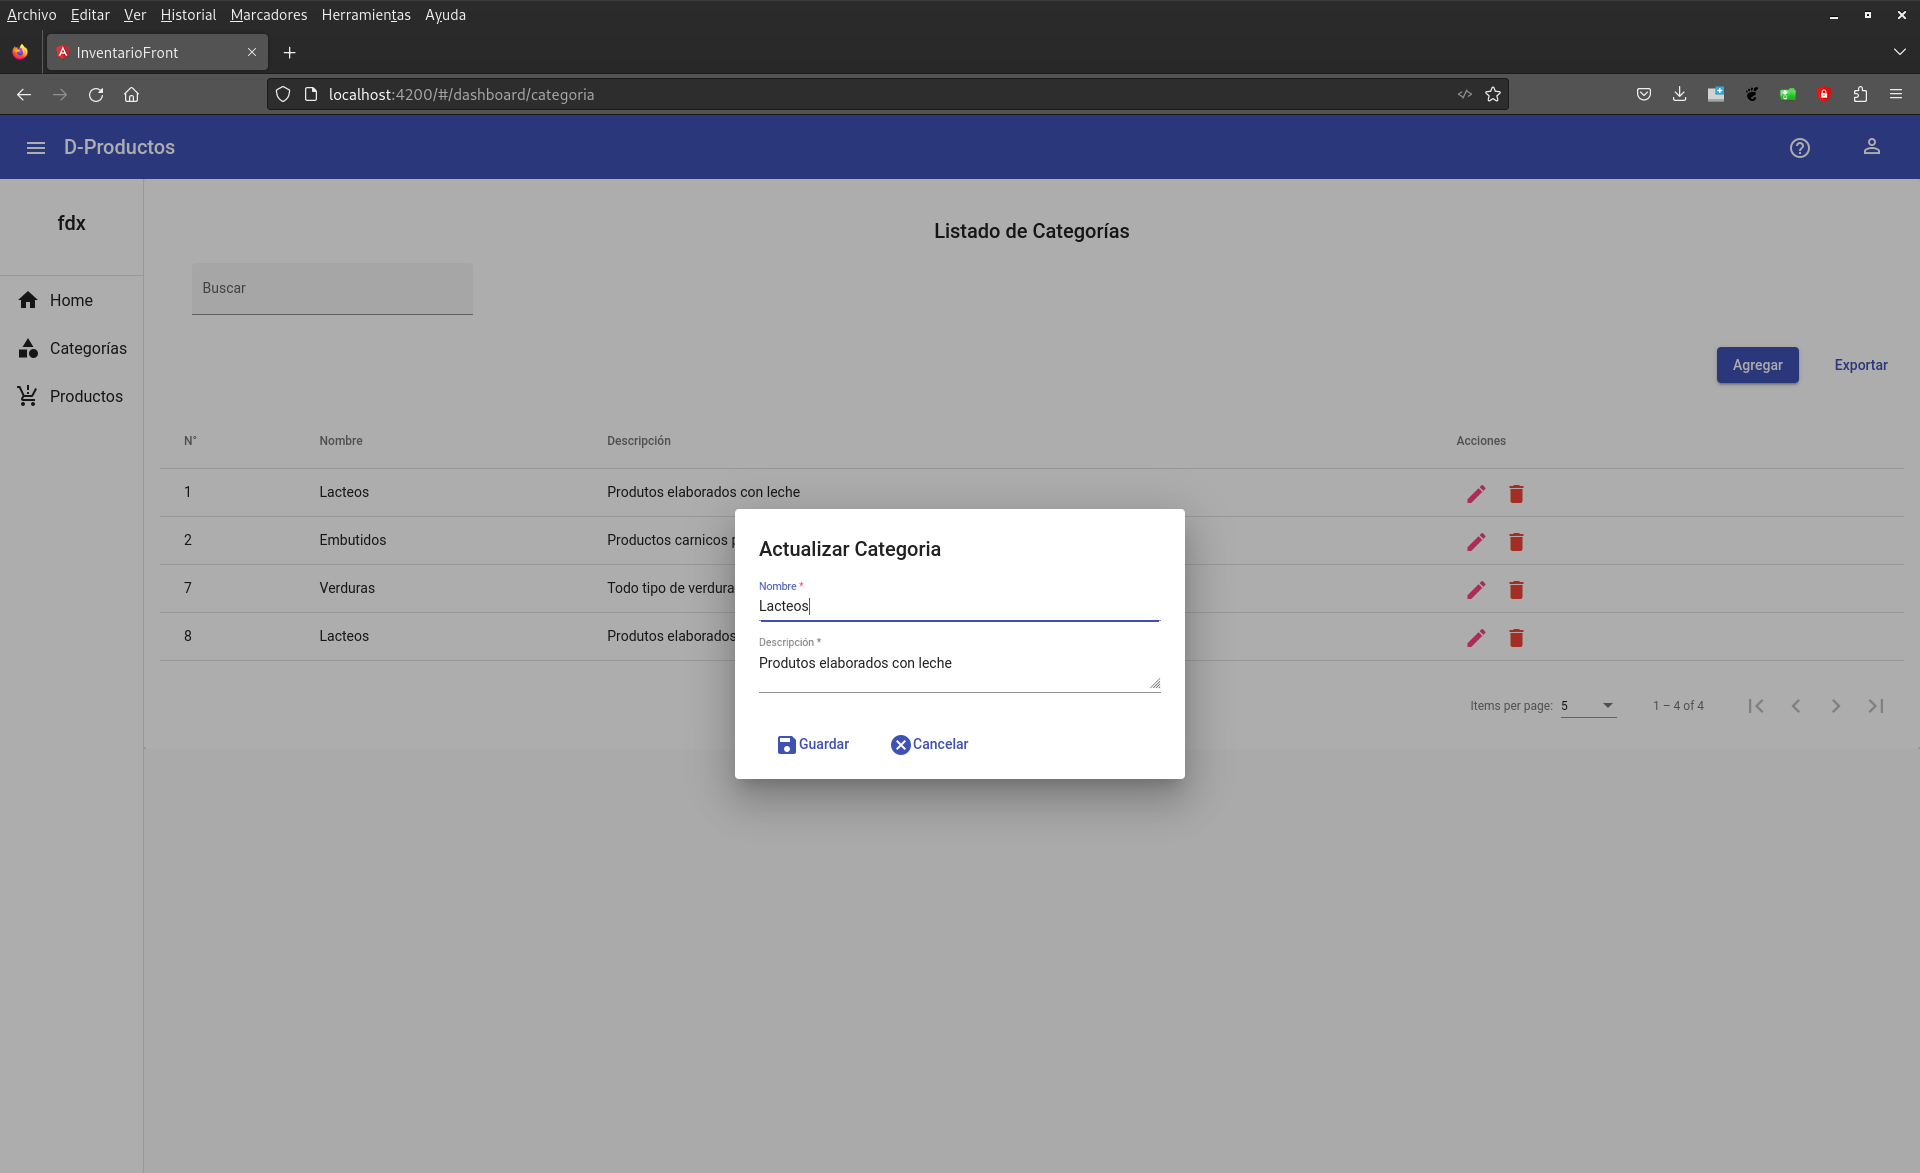 Archivo Editar Ver Historial Marcadores Herramientas Ayuda
InventarioFront
localhost:4200/#/dashboard/categoria
D-Productos
fdx
Home
Categorías
Productos
Listado de Categorías
Buscar
Agregar Exportar
N° Nombre Descripción Acciones
1 Lacteos Produtos elaborados con leche
2 Embutidos Productos carnicos
7 Verduras Todo tipo de verdura
8 Lacteos Produtos elaborados
Actualizar Categoria
Nombre *
Lacteos
Descripción *
Produtos elaborados con leche
Guardar Cancelar
Items per page: 5 1 – 4 of 4